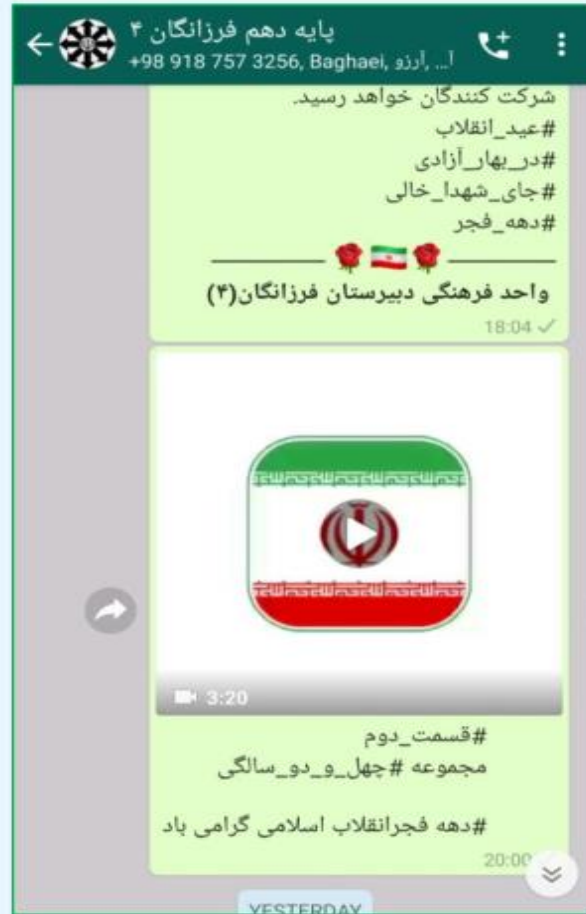 پایه دهم فرزانگان ۴
+98 918 757 3256, Baghaei, آرزو, آ...
شرکت کنندگان خواهد رسید.
#عید_انقلاب
#در_بهار_آزادی
#جای_شهدا_خالی
#دهه_فجر
واحد فرهنگی دبیرستان فرزانگان(۴)
18:04
3:20
#قسمت_دوم
مجموعه #چهل_و_دو_سالگی
#دهه فجرانقلاب اسلامی گرامی باد
20:00
YESTERDAY